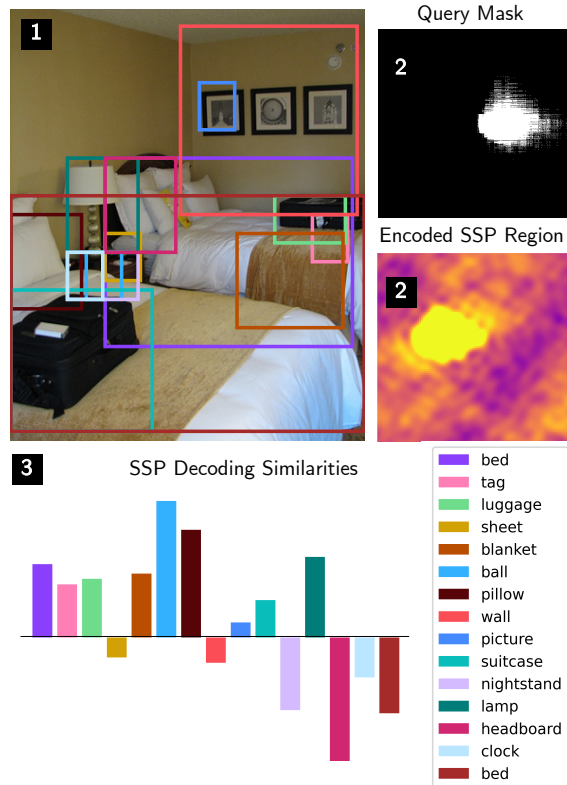 1
Query Mask
2
Encoded SSP Region
2
3
SSP Decoding Similarities
bed
tag
luggage
sheet
blanket
ball
pillow
wall
picture
suitcase
nightstand
lamp
headboard
clock
bed